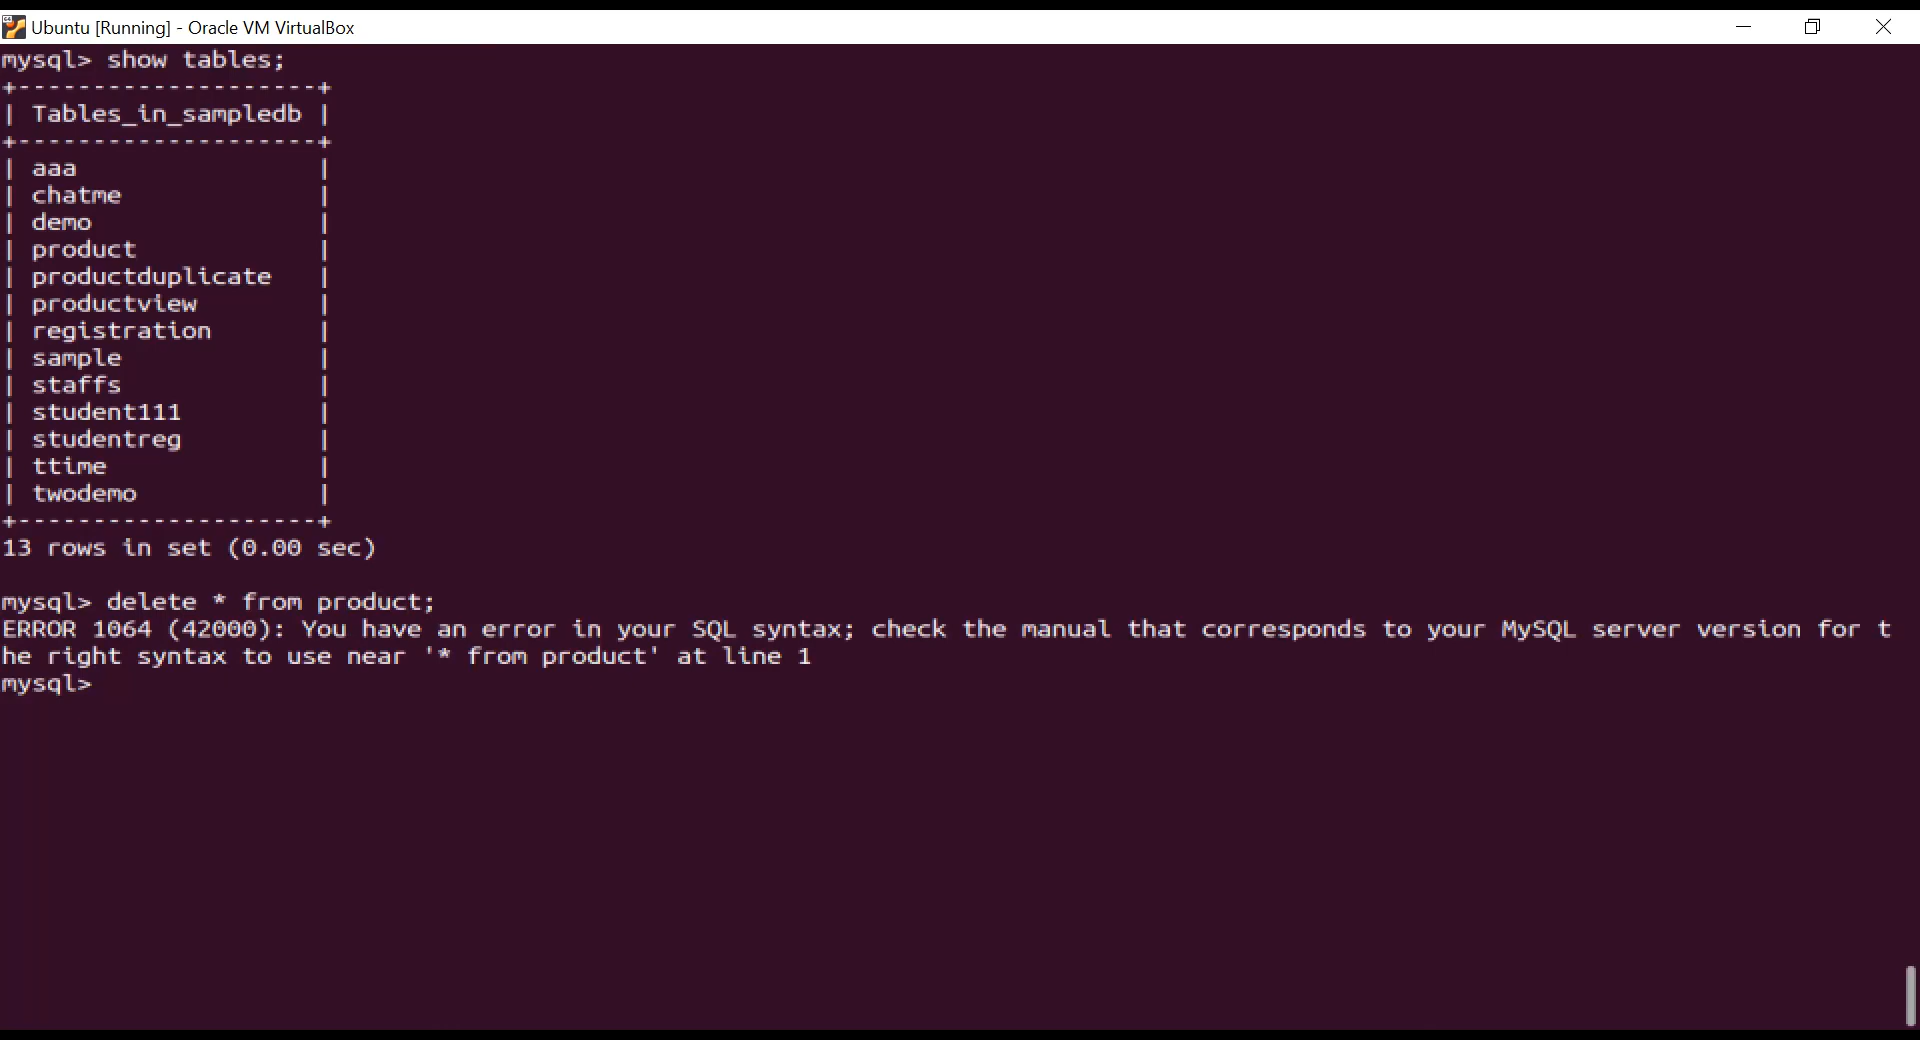 Ubuntu [Running] - Oracle VM VirtualBox
mysql> show tables;
+--------------------+
| Tables_in_sampledb |
+--------------------+
| aaa                |
| chatme             |
| demo               |
| product            |
| productduplicate   |
| productview        |
| registration       |
| sample             |
| staffs             |
| student111         |
| studentreg         |
| ttime              |
| twodemo            |
+--------------------+
13 rows in set (0.00 sec)
mysql> delete * from product;
ERROR 1064 (42000): You have an error in your SQL syntax; check the manual that corresponds to your MySQL server version for t
he right syntax to use near '* from product' at line 1
mysql>